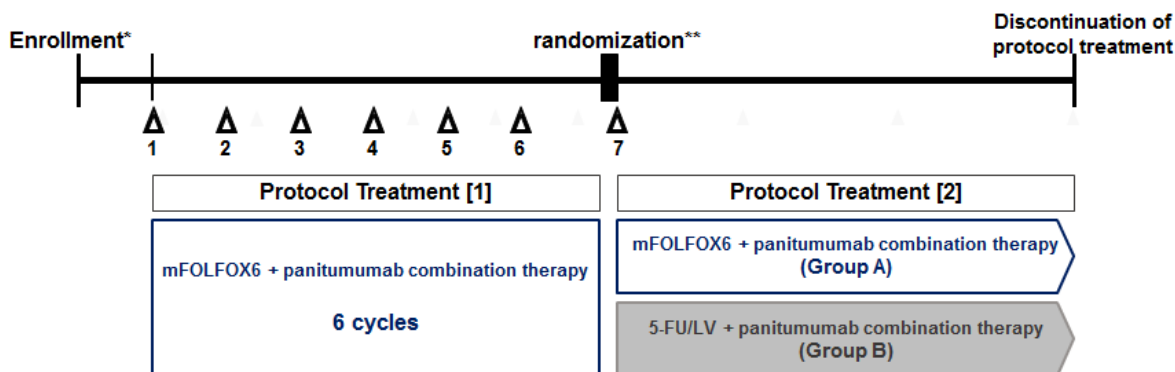 Enrollment*
randomization**
Discontinuation of
protocol treatment
1 2 3 4 5 6 7
Protocol Treatment [1]
Protocol Treatment [2]
mFOLFOX6 + panitumumab combination therapy
6 cycles
mFOLFOX6 + panitumumab combination therapy
(Group A)
5-FU/LV + panitumumab combination therapy
(Group B)